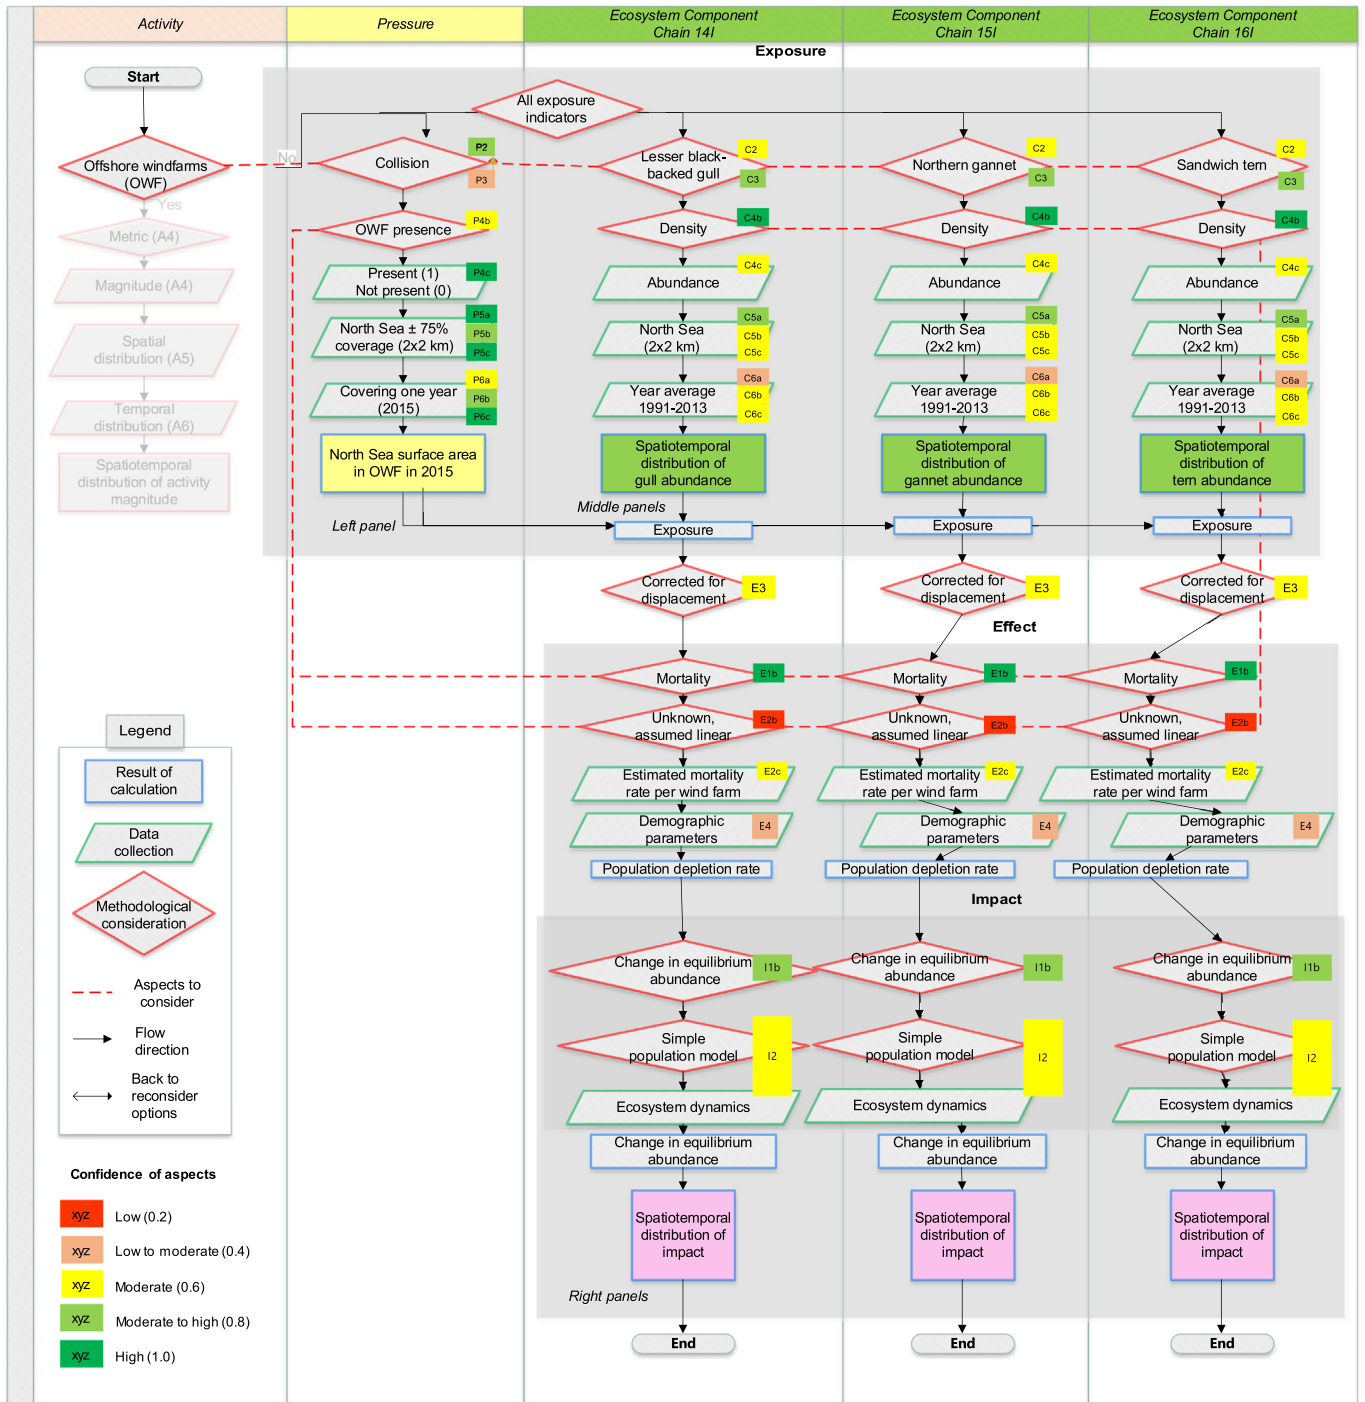 Activity
Pressure
Ecosystem Component
Chain 14I
Ecosystem Component
Chain 15I
Ecosystem Component
Chain 16I
Exposure
Start
All exposure
indicators
No
Offshore windfarms
(OWF)
Collision
P2
P3
Lesser black-
backed gull
C2
C3
Northern gannet
C2
C3
Sandwich tern
C2
C3
Yes
Metric (A4)
OWF presence
P4b
Density
C4b
Density
C4b
Density
C4b
Magnitude (A4)
Present (1)
Not present (0)
P4c
Abundance
C4c
Abundance
C4c
Abundance
C4c
Spatial
distribution (A5)
North Sea ± 75%
coverage (2x2 km)
P5a
P5b
P5c
North Sea
(2x2 km)
C5a
C5b
C5c
North Sea
(2x2 km)
C5a
C5b
C5c
North Sea
(2x2 km)
C5a
C5b
C5c
Temporal
distribution (A6)
Covering one year
(2015)
P6a
P6b
P6c
Year average
1991-2013
C6a
C6b
C6c
Year average
1991-2013
C6a
C6b
C6c
Year average
1991-2013
C6a
C6b
C6c
Spatiotemporal
distribution of activity
magnitude
North Sea surface area
in OWF in 2015
Spatiotemporal
distribution of
gull abundance
Spatiotemporal
distribution of
gannet abundance
Spatiotemporal
distribution of
tern abundance
Left panel
Middle panels
Exposure
Exposure
Exposure
Corrected for
displacement
E3
Corrected for
displacement
E3
Corrected for
displacement
E3
Effect
Mortality
E1b
Mortality
E1b
Mortality
E1b
Unknown,
assumed linear
E2b
Unknown,
assumed linear
E2b
Unknown,
assumed linear
E2b
Estimated mortality
rate per wind farm
E2c
Estimated mortality
rate per wind farm
E2c
Estimated mortality
rate per wind farm
E2c
Demographic
parameters
E4
Demographic
parameters
E4
Demographic
parameters
E4
Population depletion rate
Population depletion rate
Population depletion rate
Impact
Change in equilibrium
abundance
I1b
Change in equilibrium
abundance
I1b
Change in equilibrium
abundance
I1b
Simple
population model
I2
Simple
population model
I2
Simple
population model
I2
Ecosystem dynamics
Ecosystem dynamics
Ecosystem dynamics
Change in equilibrium
abundance
Change in equilibrium
abundance
Change in equilibrium
abundance
Spatiotemporal
distribution of
impact
Spatiotemporal
distribution of
impact
Spatiotemporal
distribution of
impact
Right panels
End
End
End
Legend
Result of
calculation
Data
collection
Methodological
consideration
Aspects to
consider
Flow
direction
Back to
reconsider
options
Confidence of aspects
xyz Low (0.2)
xyz Low to moderate (0.4)
xyz Moderate (0.6)
xyz Moderate to high (0.8)
xyz High (1.0)